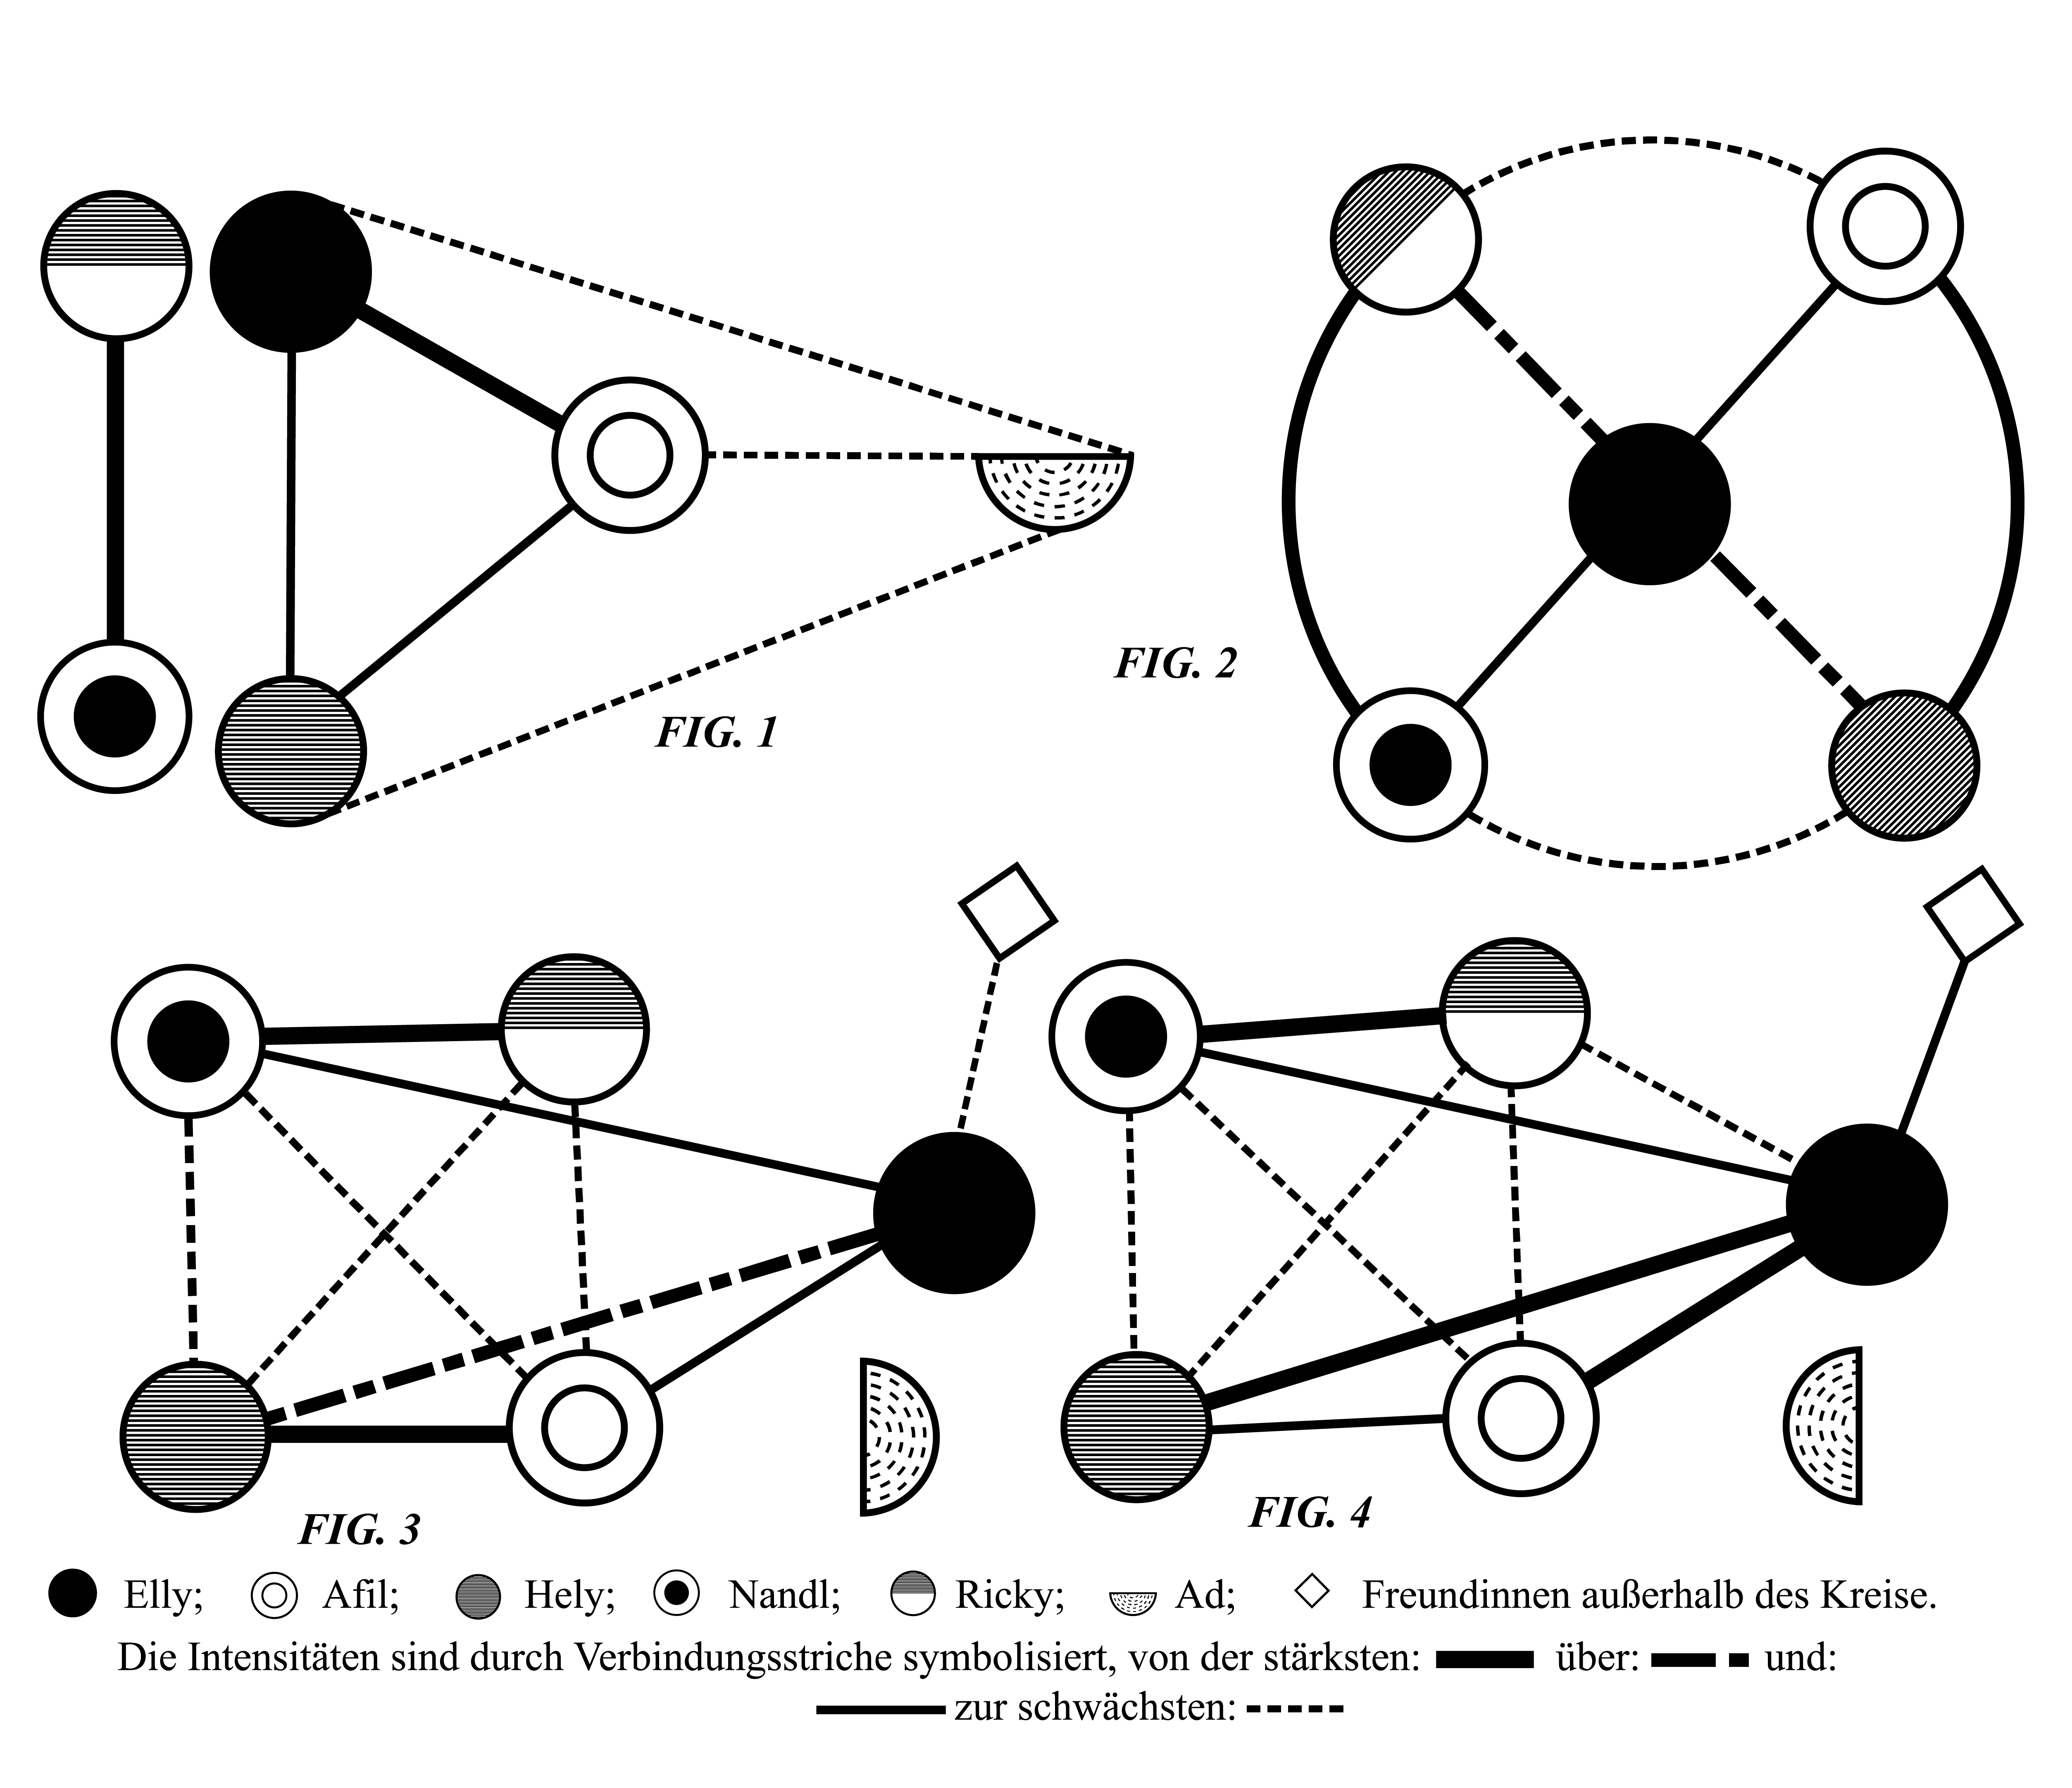 FIG. 1
FIG. 2
FIG. 3
FIG. 4
Elly; Afil; Hely; Nandl; Ricky; Ad; Freundinnen außerhalb des Kreise.
Die Intensitäten sind durch Verbindungsstriche symbolisiert, von der stärksten: über: und:
zur schwächsten: